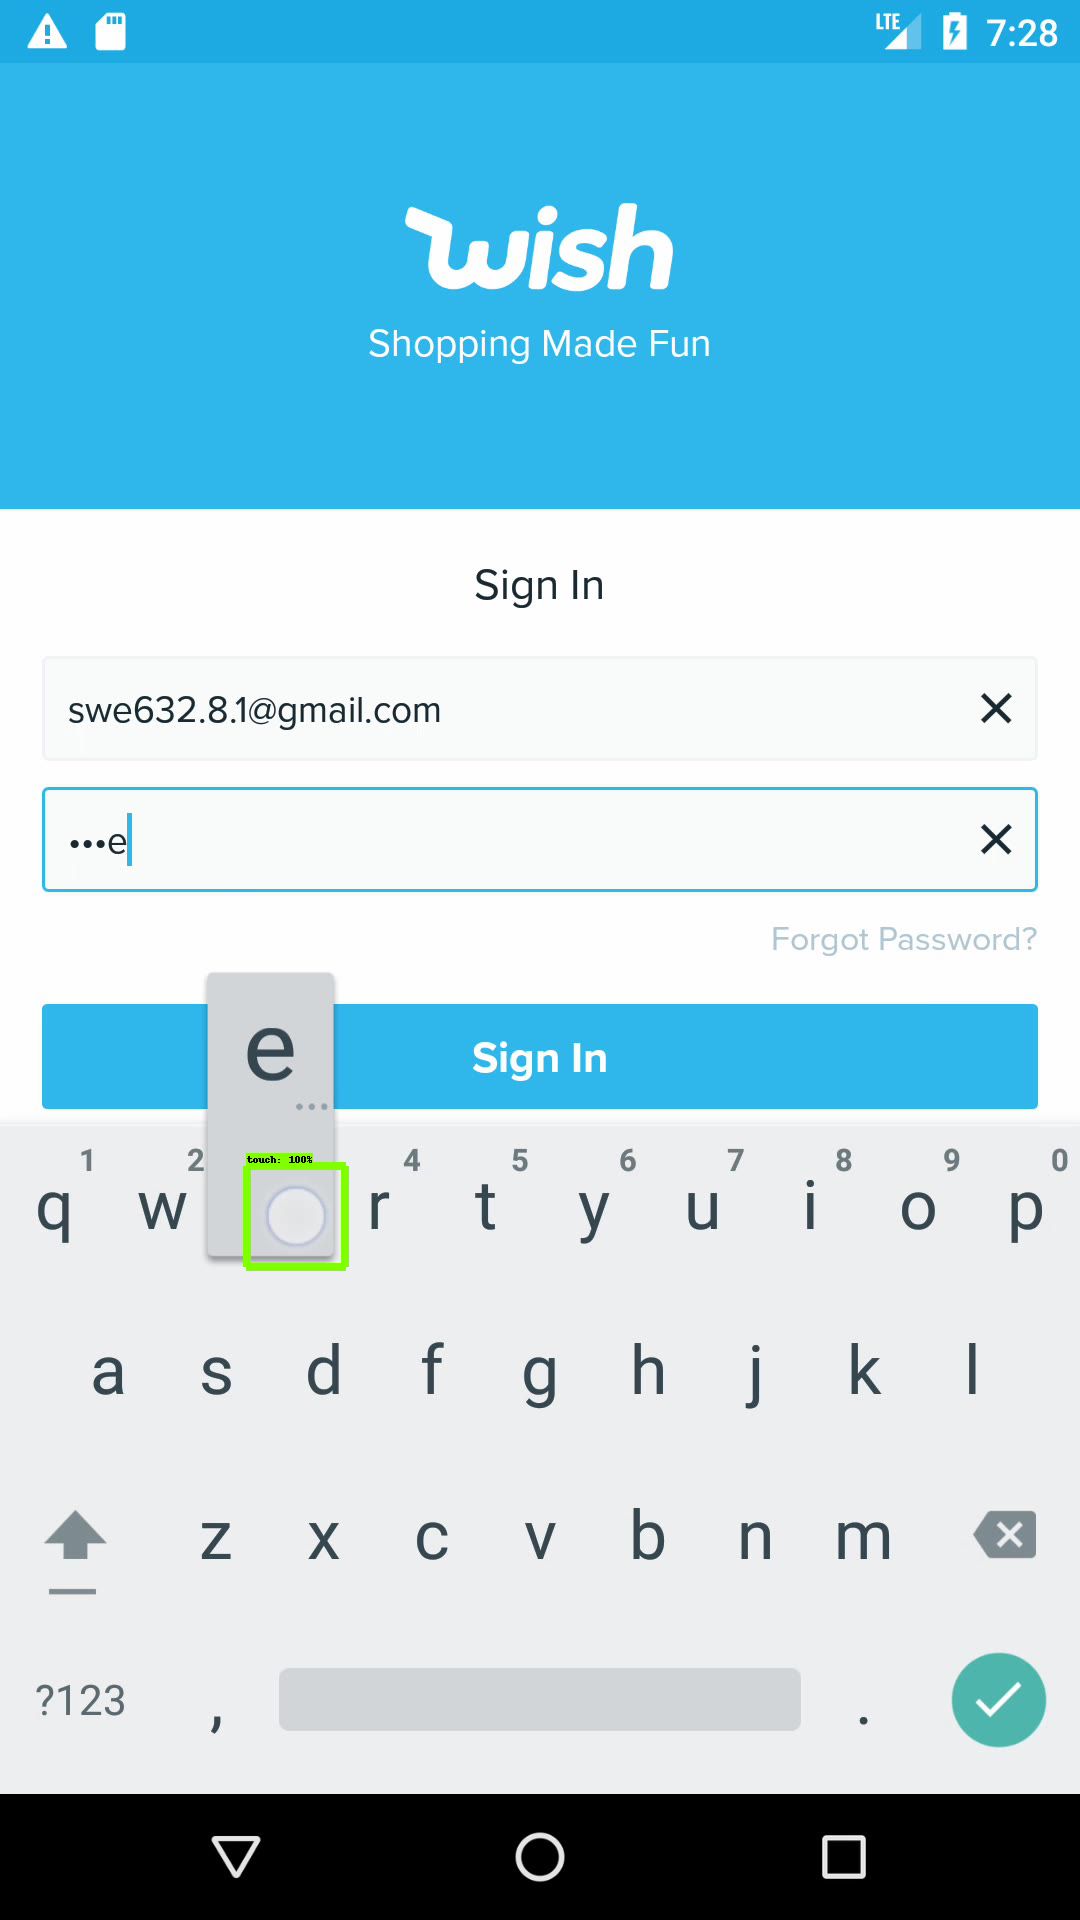 LTE 7:28
wish
Shopping Made Fun
Sign In
swe632.8.1@gmail.com
•••e
Forgot Password?
Sign In
e
...
touch: 100%
1 2 4 5 6 7 8 9 0
q w r t y u i o p
a s d f g h j k l
z x c v b n m
?123 , .